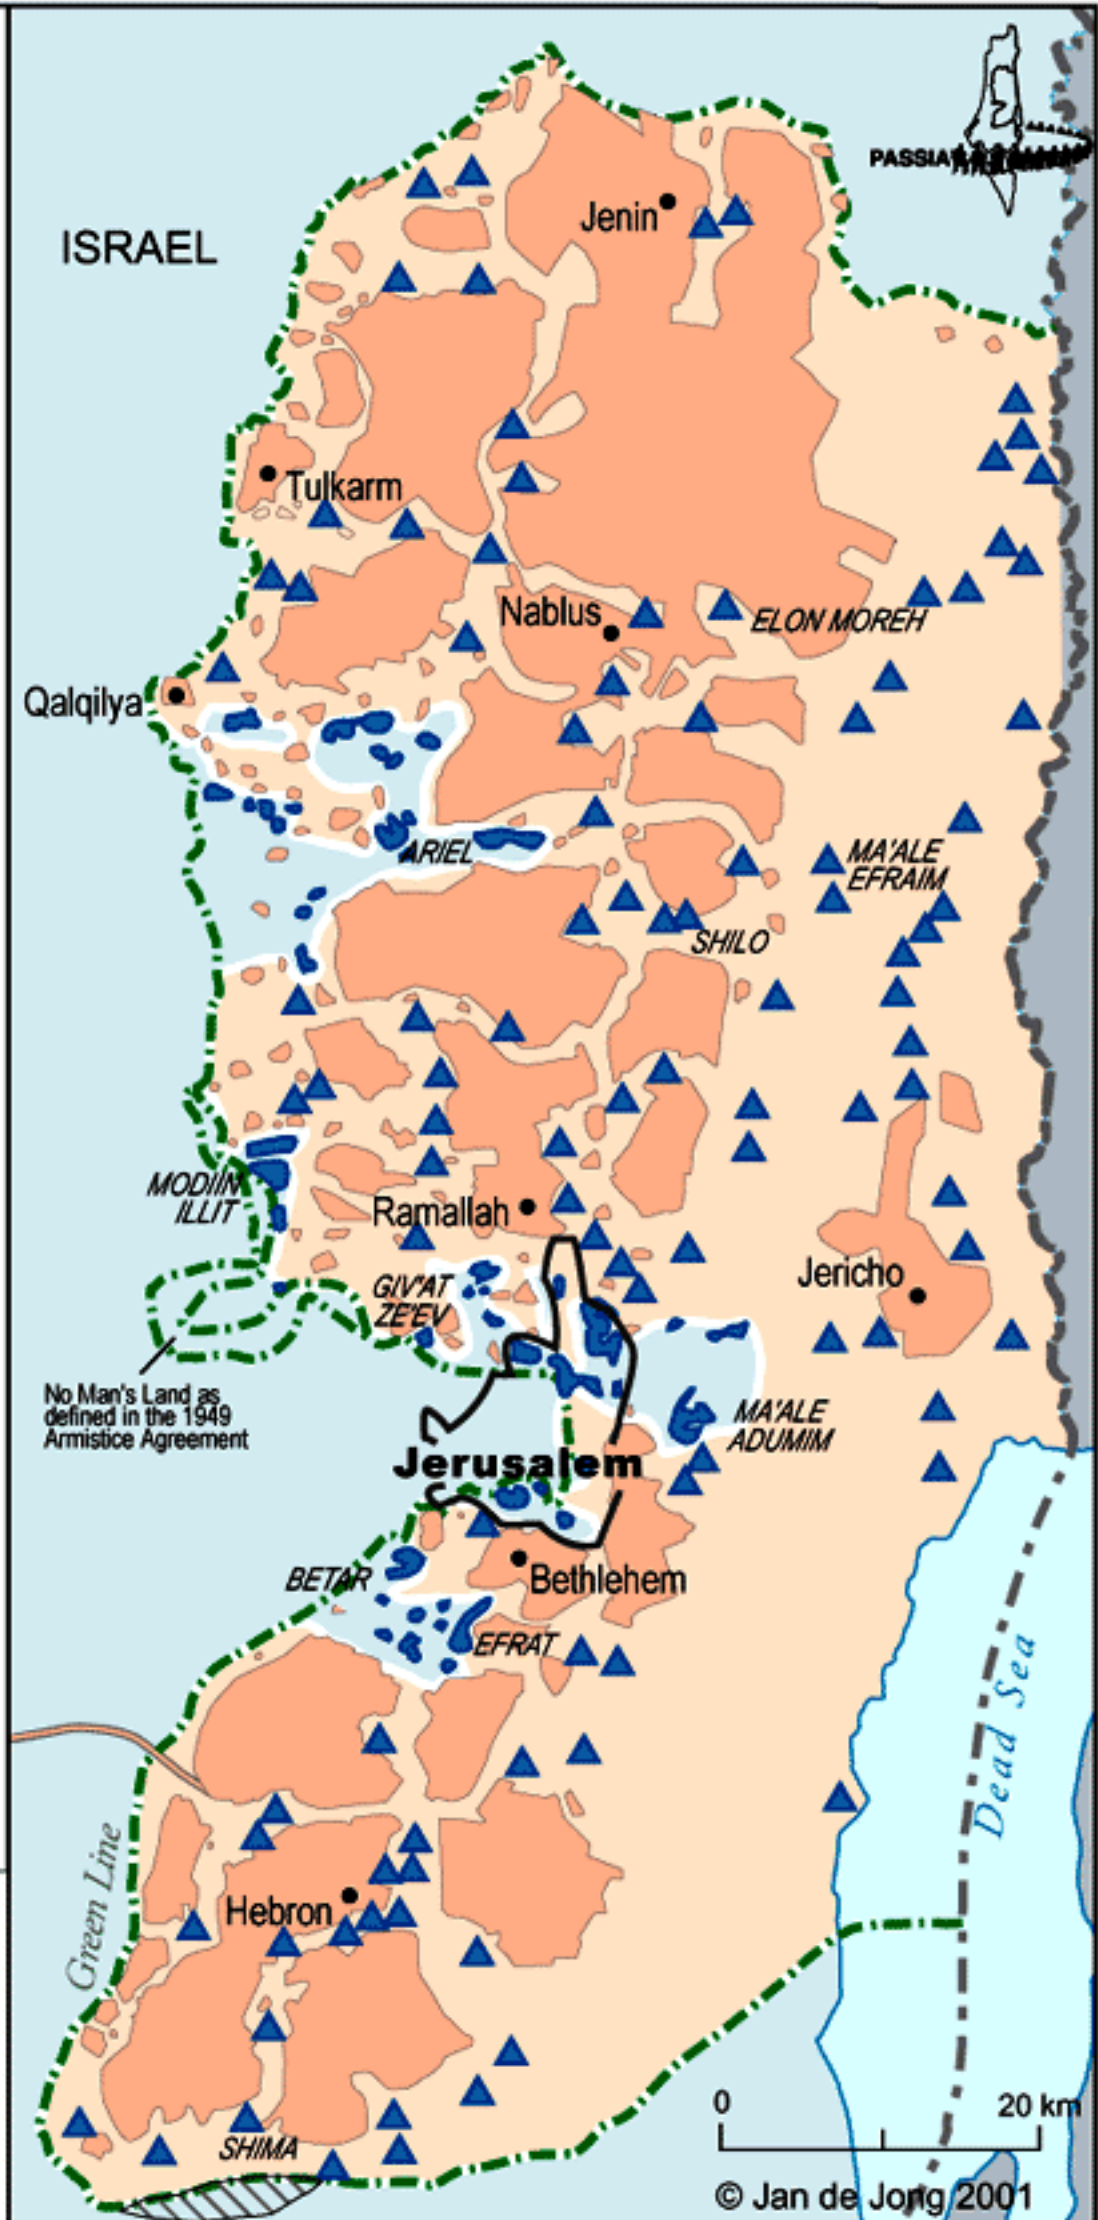 PASSIA
ISRAEL
Jenin
Tulkarm
Nablus
ELON MOREH
Qalqilya
ARIEL
MA'ALE
EFRAIM
SHILO
MODIIN
ILLIT
Ramallah
Jericho
GIV'AT
ZE'EV
No Man's Land as
defined in the 1949
Armistice Agreement
MA'ALE
ADUMIM
Jerusalem
BETAR
Bethlehem
EFRAT
Dead Sea
Green Line
Hebron
SHIMA
0 20 km
© Jan de Jong 2001